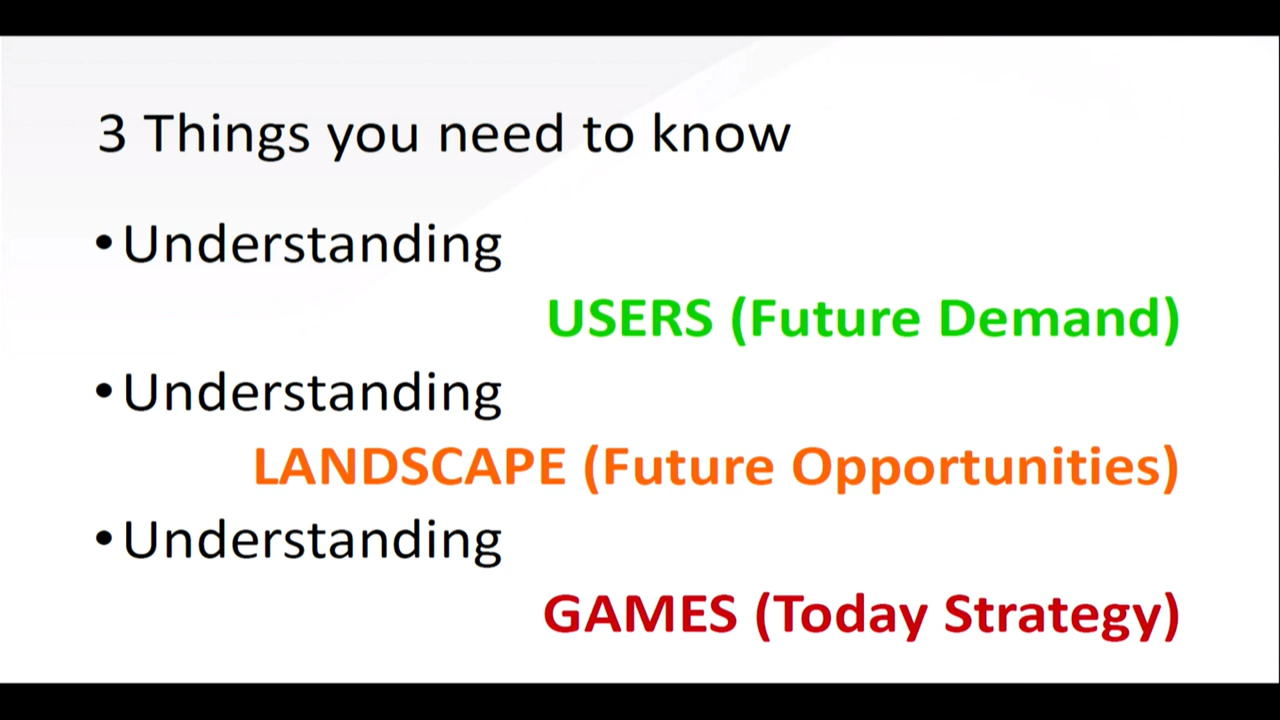 3 Things you need to know
•Understanding
USERS (Future Demand)
•Understanding
LANDSCAPE (Future Opportunities)
•Understanding
GAMES (Today Strategy)